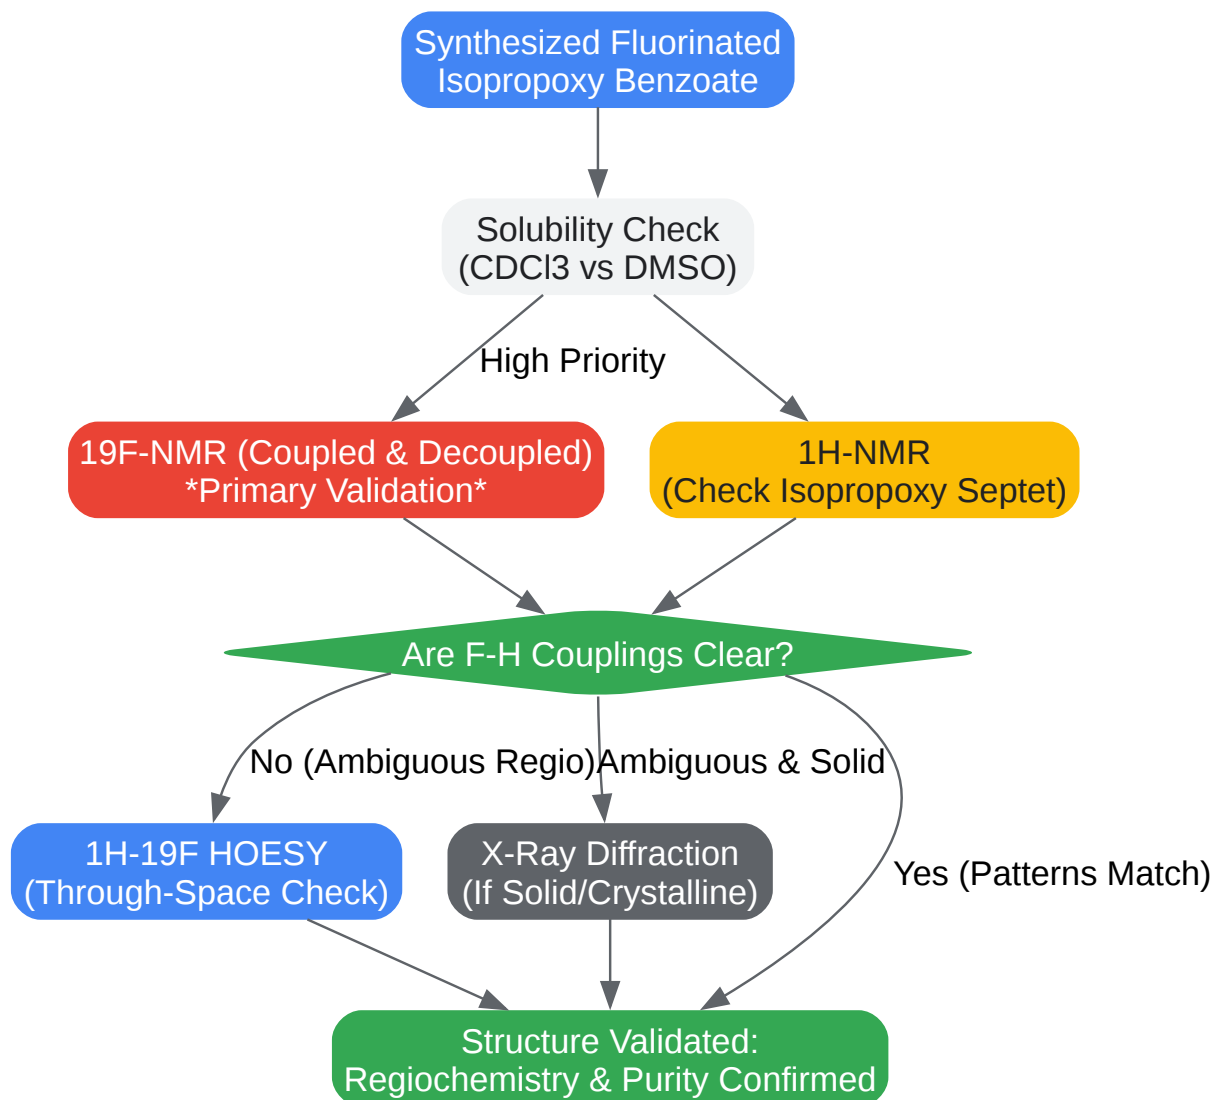 Synthesized Fluorinated
Isopropoxy Benzoate
Solubility Check
(CDCl3 vs DMSO)
High Priority
19F-NMR (Coupled & Decoupled)
*Primary Validation*
1H-NMR
(Check Isopropoxy Septet)
Are F-H Couplings Clear?
No (Ambiguous Regio)
Ambiguous & Solid
Yes (Patterns Match)
1H-19F HOESY
(Through-Space Check)
X-Ray Diffraction
(If Solid/Crystalline)
Structure Validated:
Regiochemistry & Purity Confirmed